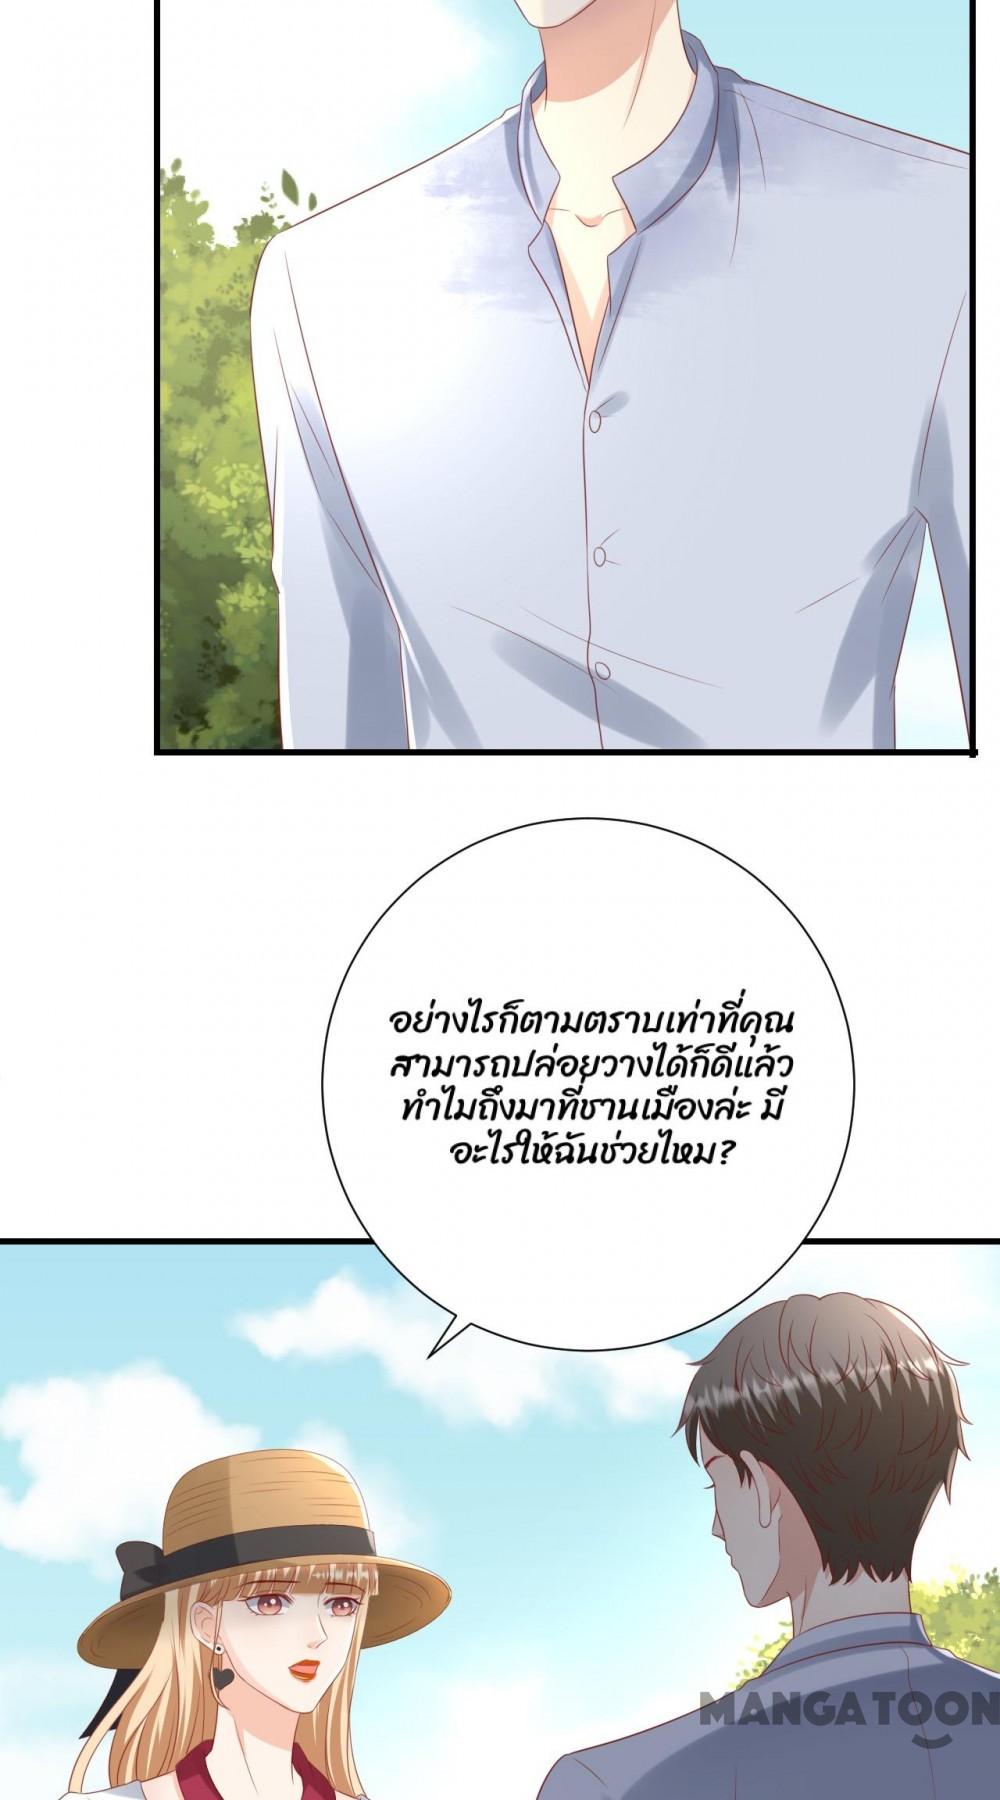 อย่างไรก็ตามตราบเท่าที่คุณ
สามารถปล่อยวางได้ก็ดีแล้ว
ทำไมถึงมาที่ชานเมืองล่ะ มี
อะไรให้ฉันช่วยไหม?
MANGATOON